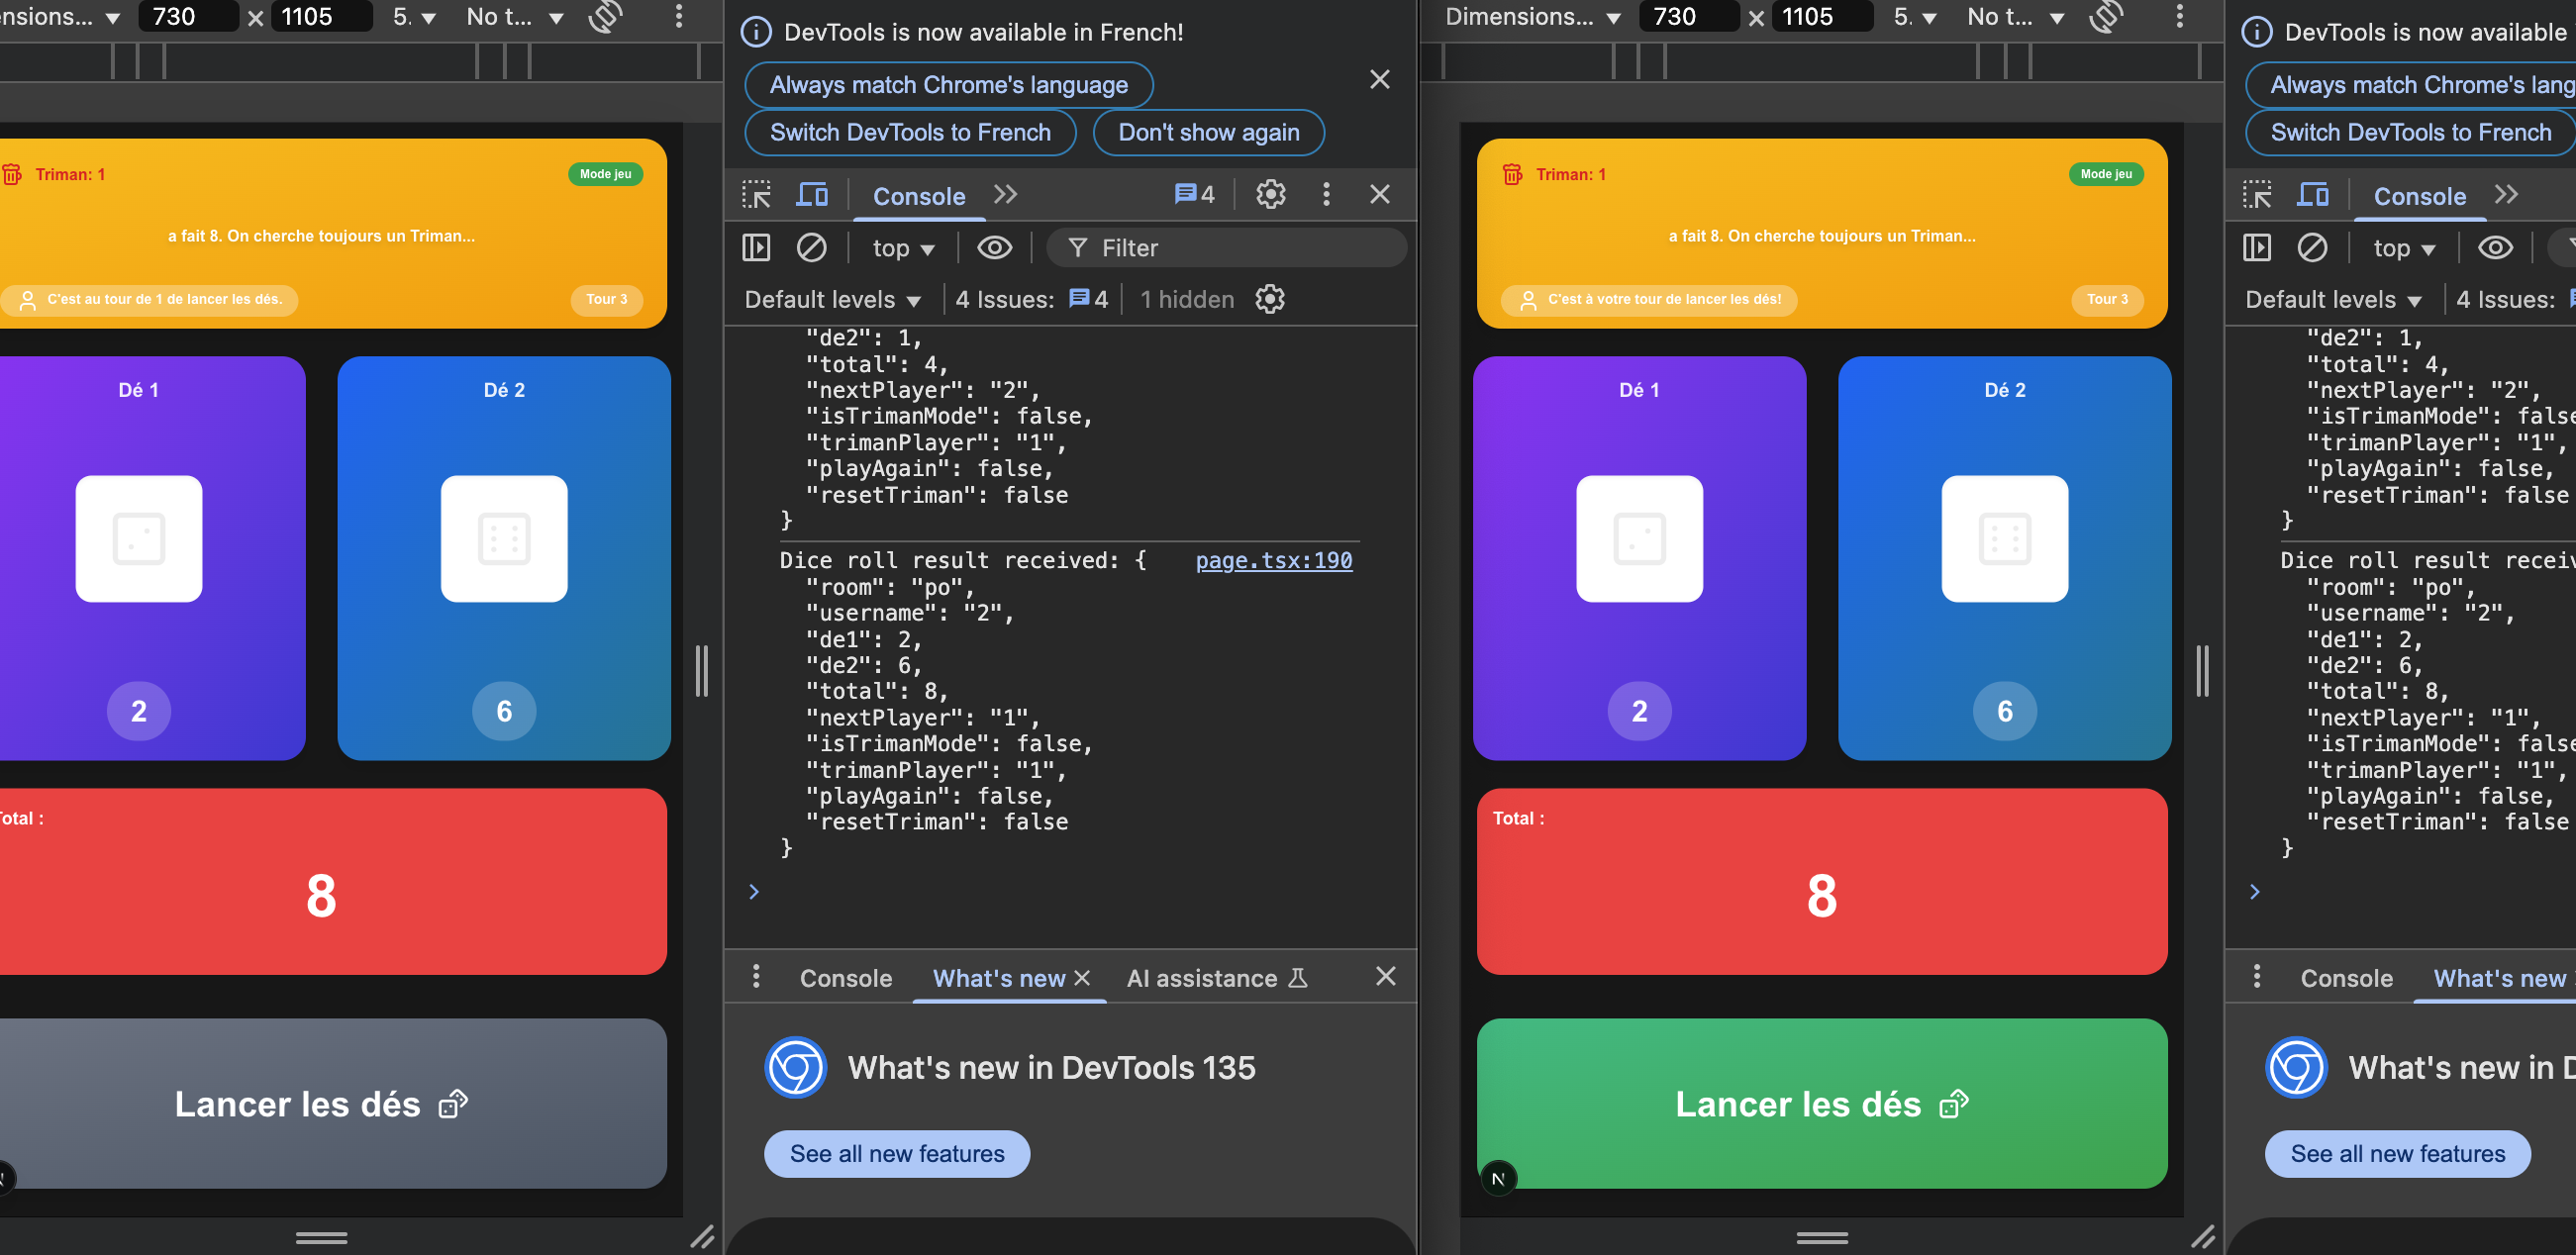 730 × 1105 5. No t...
Triman: 1
Mode jeu
a fait 8. On cherche toujours un Triman...
C'est au tour de 1 de lancer les dés.
Tour 3
Dé 1
Dé 2
2
6
8
Lancer les dés
DevTools is now available in French!
Always match Chrome's language
Switch DevTools to French
Don't show again
Console
4
top
Filter
Default levels
4 Issues: 4
1 hidden
"de2": 1,
"total": 4,
"nextPlayer": "2",
"isTrimanMode": false,
"trimanPlayer": "1",
"playAgain": false,
"resetTriman": false
}
Dice roll result received: { page.tsx:190
"room": "po",
"username": "2",
"de1": 2,
"de2": 6,
"total": 8,
"nextPlayer": "1",
"isTrimanMode": false,
"trimanPlayer": "1",
"playAgain": false,
"resetTriman": false
}
Console
What's new
AI assistance
What's new in DevTools 135
See all new features
Dimensions... 730 × 1105 5. No t...
Triman: 1
Mode jeu
a fait 8. On cherche toujours un Triman...
C'est à votre tour de lancer les dés!
Tour 3
Dé 1
Dé 2
2
6
Total :
8
Lancer les dés
N
DevTools is now available
Always match Chrome's
Switch DevTools to French
Console
top
Default levels
4 Issues:
"de2": 1,
"total": 4,
"nextPlayer": "2",
"isTrimanMode": false
"trimanPlayer": "1",
"playAgain": false,
"resetTriman": false
}
Dice roll result
"room": "po",
"username": "2",
"de1": 2,
"de2": 6,
"total": 8,
"nextPlayer": "1",
"isTrimanMode": false
"trimanPlayer": "1",
"playAgain": false,
"resetTriman": false
}
Console
What's new
What's new in
See all new features